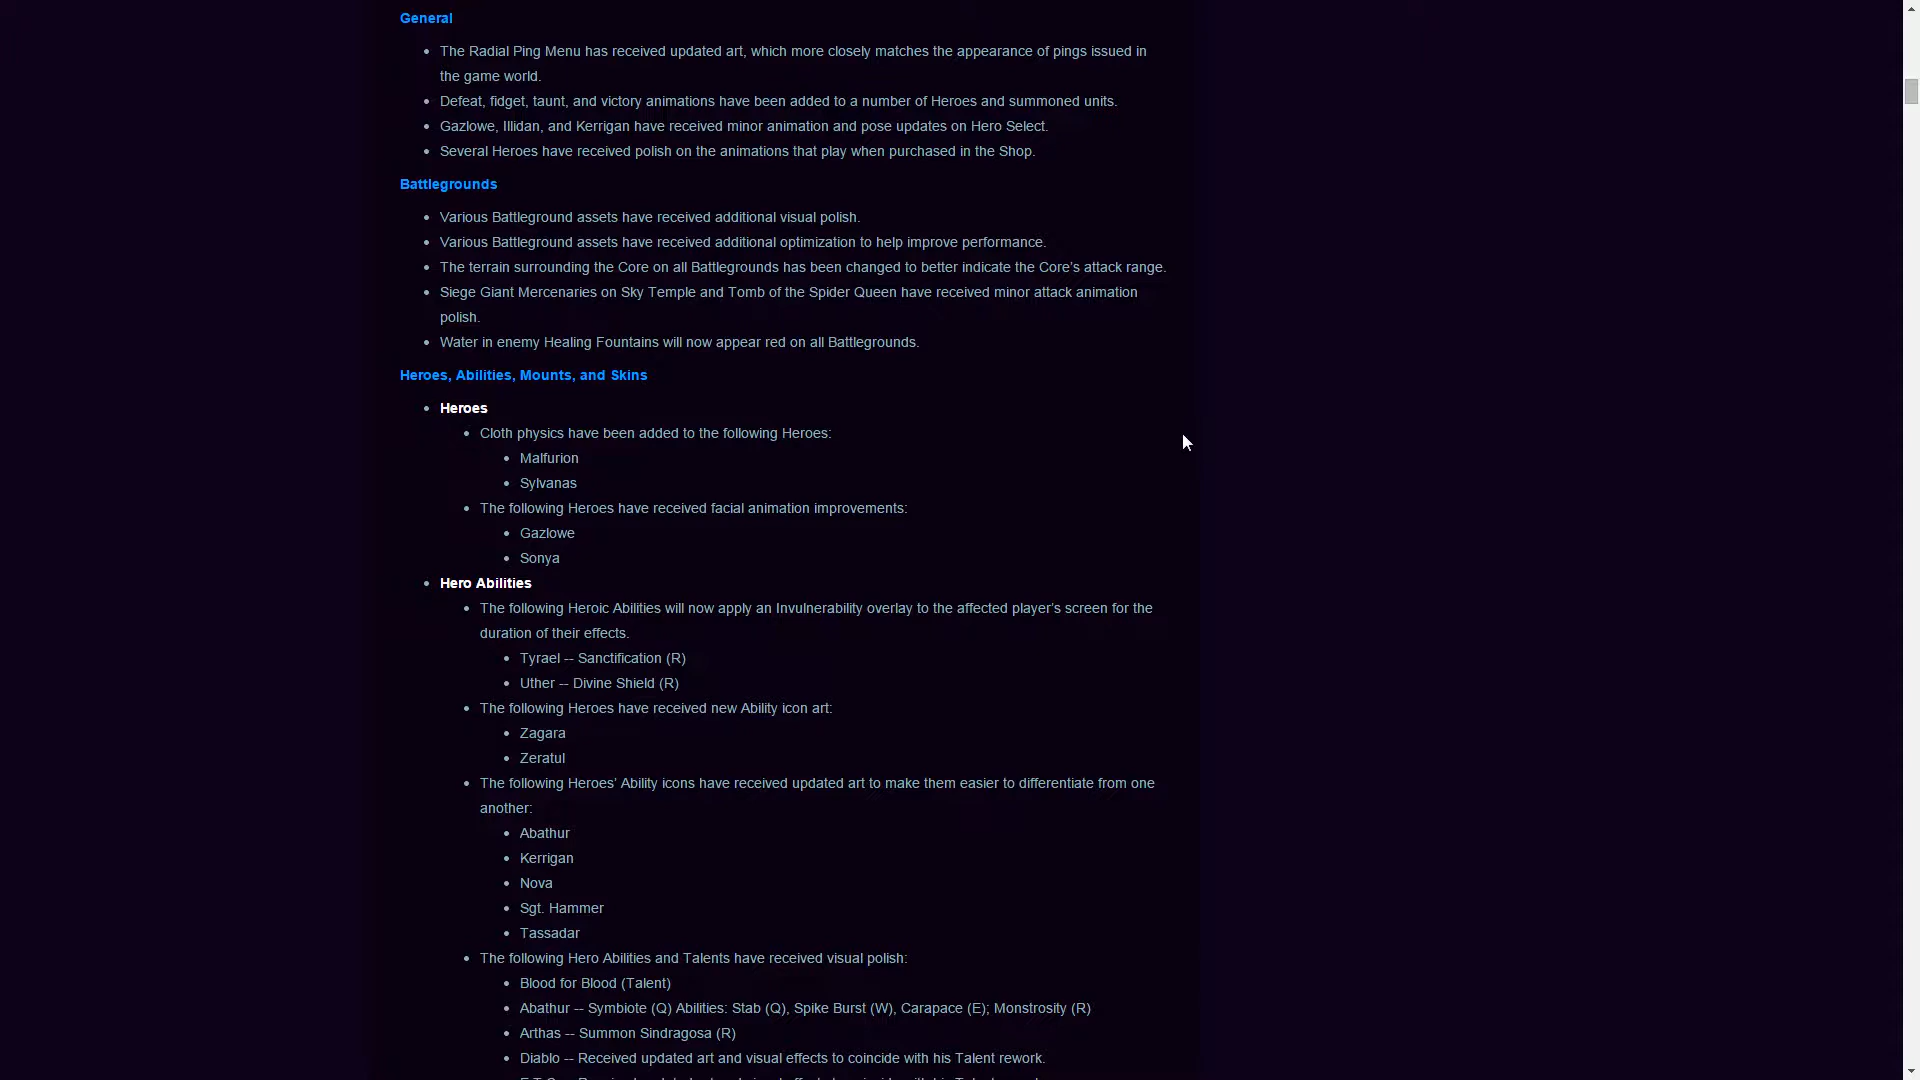 General
The Radial Ping Menu has received updated art, which more closely matches the appearance of pings issued in
the game world.
Defeat, fidget, taunt, and victory animations have been added to a number of Heroes and summoned units.
Gazlowe, Illidan, and Kerrigan have received minor animation and pose updates on Hero Select.
Several Heroes have received polish on the animations that play when purchased in the Shop.
Battlegrounds
Various Battleground assets have received additional visual polish.
Various Battleground assets have received additional optimization to help improve performance.
The terrain surrounding the Core on all Battlegrounds has been changed to better indicate the Core's attack range.
Siege Giant Mercenaries on Sky Temple and Tomb of the Spider Queen have received minor attack animation
polish.
Water in enemy Healing Fountains will now appear red on all Battlegrounds.
Heroes, Abilities, Mounts, and Skins
Heroes
Cloth physics have been added to the following Heroes:
Malfurion
Sylvanas
The following Heroes have received facial animation improvements:
Gazlowe
Sonya
Hero Abilities
The following Heroic Abilities will now apply an Invulnerability overlay to the affected player's screen for the
duration of their effects.
Tyrael -- Sanctification (R)
Uther -- Divine Shield (R)
The following Heroes have received new Ability icon art:
Zagara
Zeratul
The following Heroes' Ability icons have received updated art to make them easier to differentiate from one
another:
Abathur
Kerrigan
Nova
Sgt. Hammer
Tassadar
The following Hero Abilities and Talents have received visual polish:
Blood for Blood (Talent)
Abathur -- Symbiote (Q) Abilities: Stab (Q), Spike Burst (W), Carapace (E); Monstrosity (R)
Arthas -- Summon Sindragosa (R)
Diablo -- Received updated art and visual effects to coincide with his Talent rework.